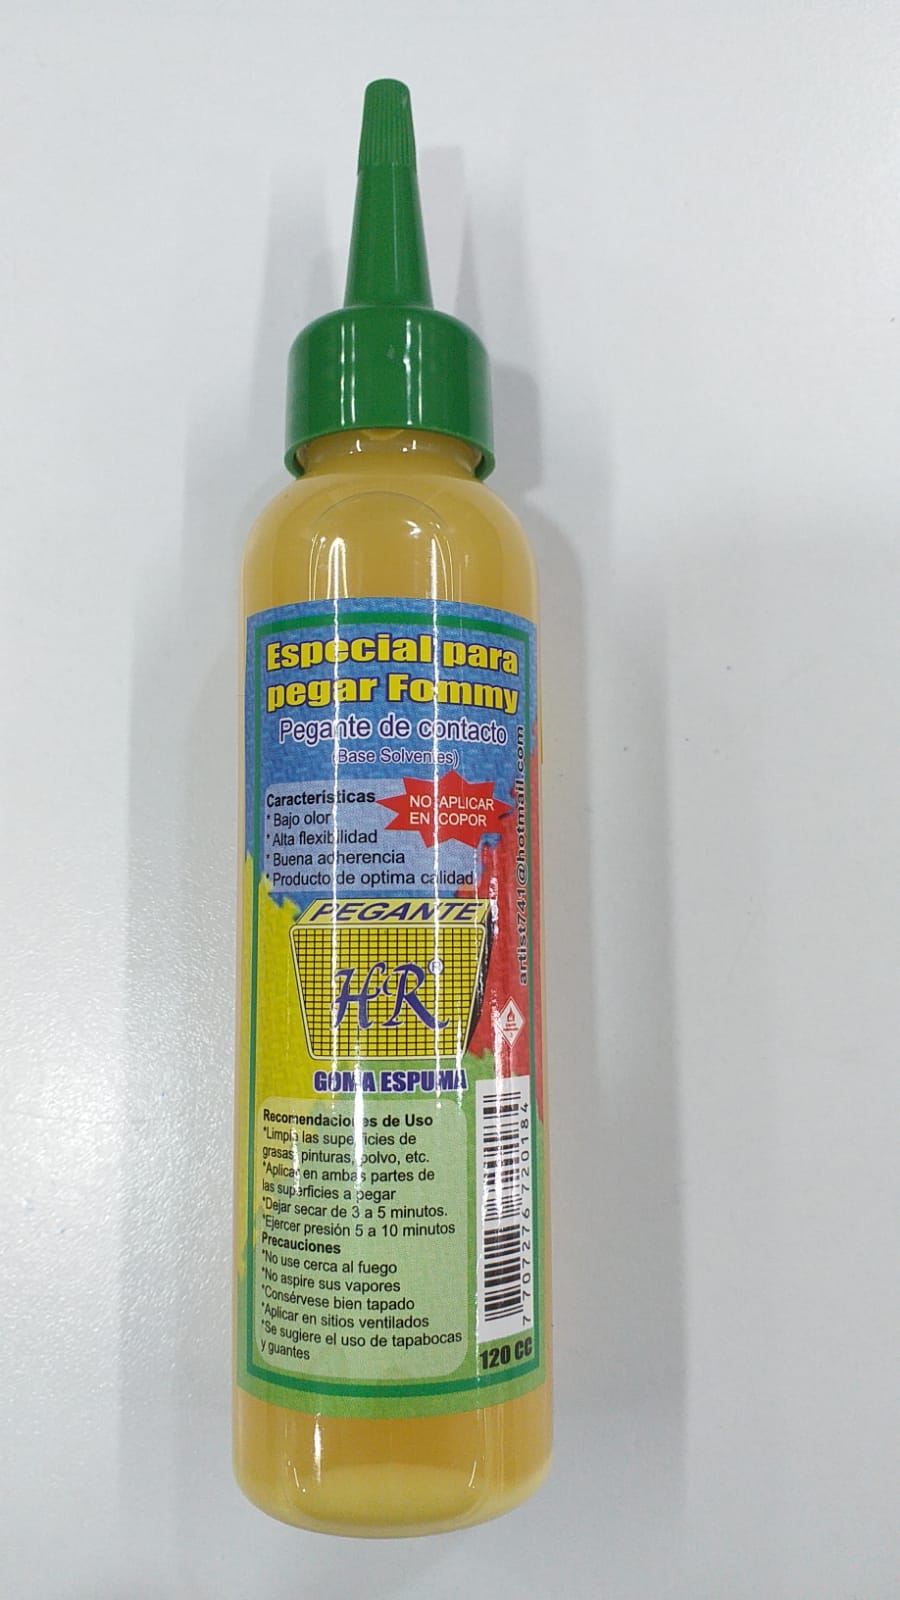 Especial para
pegar Fommy
Pegante de contacto
(Base Solventes)
Características
* Bajo olor
* Alta flexibilidad
* Buena adherencia
* Producto de optima calidad
NO APLICAR
EN COPOR
artist741@hotmail.com
PEGANTE
H&R®
GOMA ESPUMA
Recomendaciones de Uso
*Limpie las superficies de
grasas, pinturas, polvo, etc.
*Aplicar en ambas partes de
las superficies a pegar
*Dejar secar de 3 a 5 minutos.
*Ejercer presión 5 a 10 minutos
Precauciones
*No use cerca al fuego
*No aspire sus vapores
*Consérvese bien tapado
*Aplicar en sitios ventilados
*Se sugiere el uso de tapabocas
y guantes
7 707276 720184
120 CC